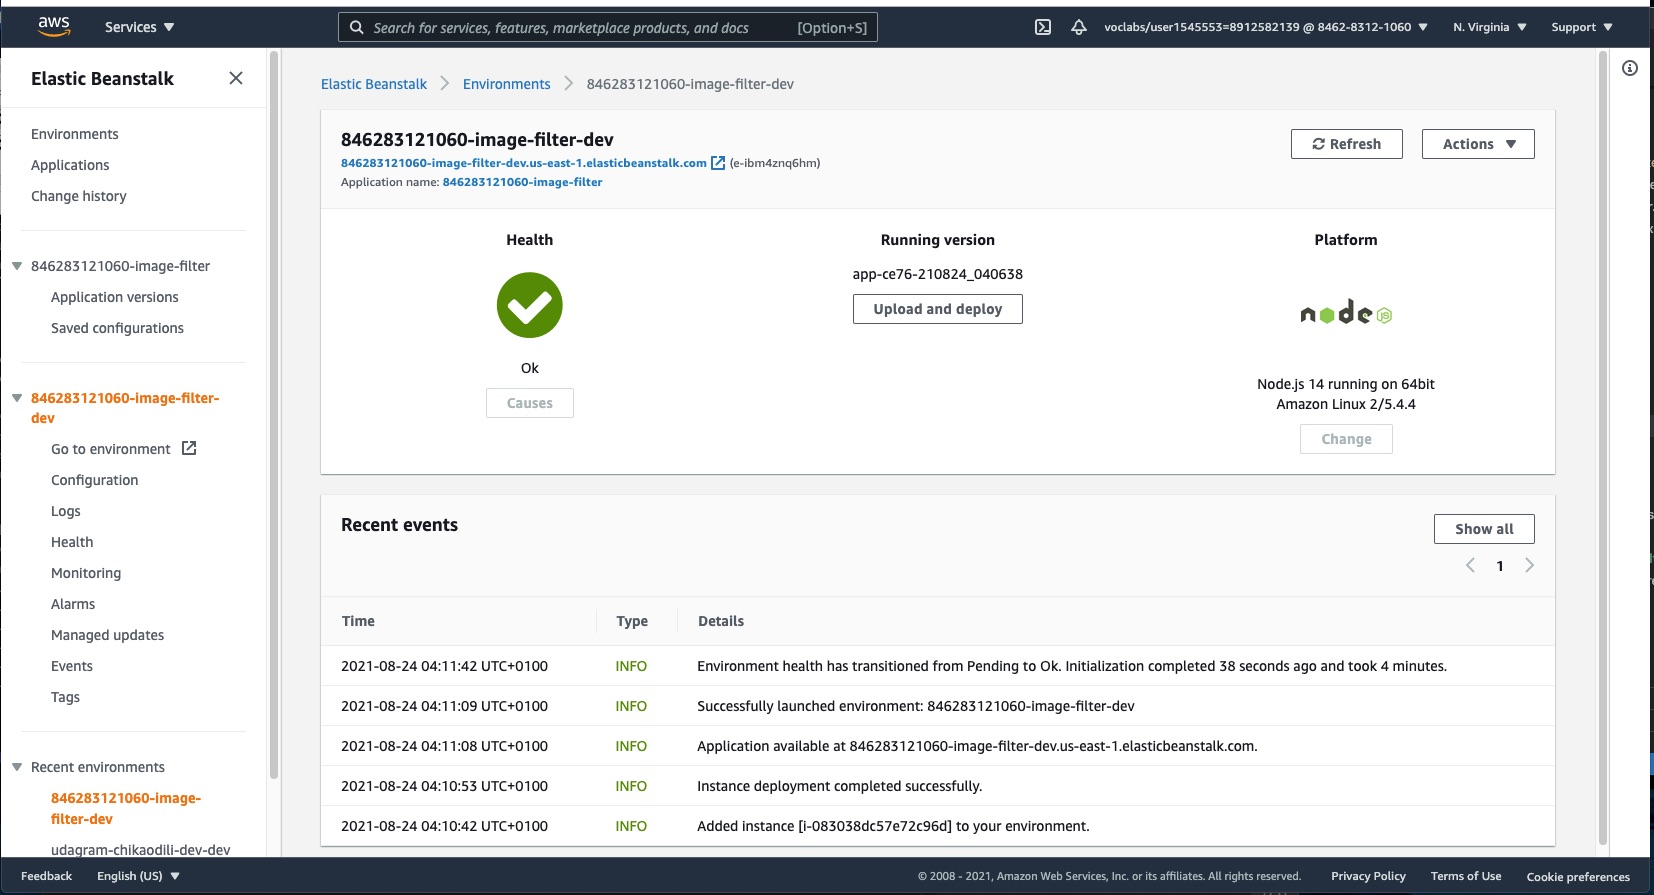 aws
Services
Search for services, features, marketplace products, and docs [Option+S]
voclabs/user1545553=8912582139 @ 8462-8312-1060
N. Virginia
Support
Elastic Beanstalk
Environments
Applications
Change history
846283121060-image-filter
Application versions
Saved configurations
846283121060-image-filter-
dev
Go to environment
Configuration
Logs
Health
Monitoring
Alarms
Managed updates
Events
Tags
Recent environments
846283121060-image-
filter-dev
udagram-chikaodili-dev-dev
Elastic Beanstalk > Environments > 846283121060-image-filter-dev
846283121060-image-filter-dev
846283121060-image-filter-dev.us-east-1.elasticbeanstalk.com (e-ibm4znq6hm)
Application name: 846283121060-image-filter
Refresh
Actions
Health
Ok
Causes
Running version
app-ce76-210824_040638
Upload and deploy
Platform
node JS
Node.js 14 running on 64bit
Amazon Linux 2/5.4.4
Change
Recent events
Show all
1
Time Type Details
2021-08-24 04:11:42 UTC+0100 INFO Environment health has transitioned from Pending to Ok. Initialization completed 38 seconds ago and took 4 minutes.
2021-08-24 04:11:09 UTC+0100 INFO Successfully launched environment: 846283121060-image-filter-dev
2021-08-24 04:11:08 UTC+0100 INFO Application available at 846283121060-image-filter-dev.us-east-1.elasticbeanstalk.com.
2021-08-24 04:10:53 UTC+0100 INFO Instance deployment completed successfully.
2021-08-24 04:10:42 UTC+0100 INFO Added instance [i-083038dc57e72c96d] to your environment.
Feedback
English (US)
© 2008 - 2021, Amazon Web Services, Inc. or its affiliates. All rights reserved.
Privacy Policy
Terms of Use
Cookie preferences